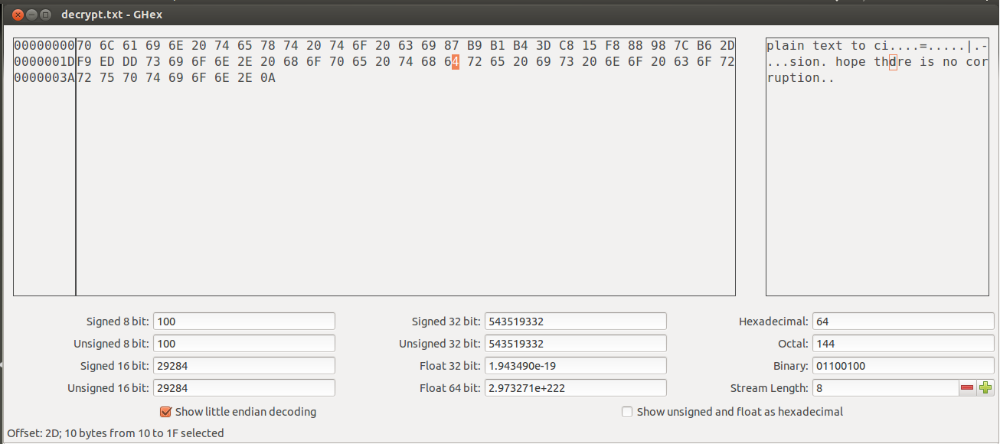 decrypt.txt - GHex
00000000 70 6C 61 69 6E 20 74 65 78 74 20 74 6F 20 63 69 87 B9 B1 B4 3D C8 15 F8 88 98 7C B6 2D plain text to ci....=.....|.-
0000001D F9 ED DD 73 69 6F 6E 2E 20 68 6F 70 65 20 74 68 64 72 65 20 69 73 20 6E 6F 20 63 6F 72 ...sion. hope thdre is no cor
0000003A 72 75 70 74 69 6F 6E 2E 0A ruption..
Signed 8 bit: 100 Signed 32 bit: 543519332 Hexadecimal: 64
Unsigned 8 bit: 100 Unsigned 32 bit: 543519332 Octal: 144
Signed 16 bit: 29284 Float 32 bit: 1.943490e-19 Binary: 01100100
Unsigned 16 bit: 29284 Float 64 bit: 2.973271e+222 Stream Length: 8
Show little endian decoding Show unsigned and float as hexadecimal
Offset: 2D; 10 bytes from 10 to 1F selected